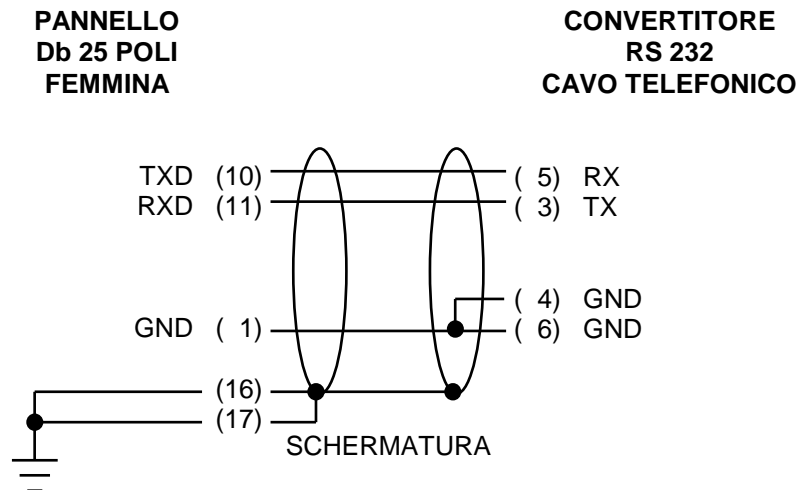 PANNELLO
Db 25 POLI
FEMMINA
CONVERTITORE
RS 232
CAVO TELEFONICO
TXD (10) ( 5) RX
RXD (11) ( 3) TX
( 4) GND
GND ( 1) ( 6) GND
(16)
(17)
SCHERMATURA